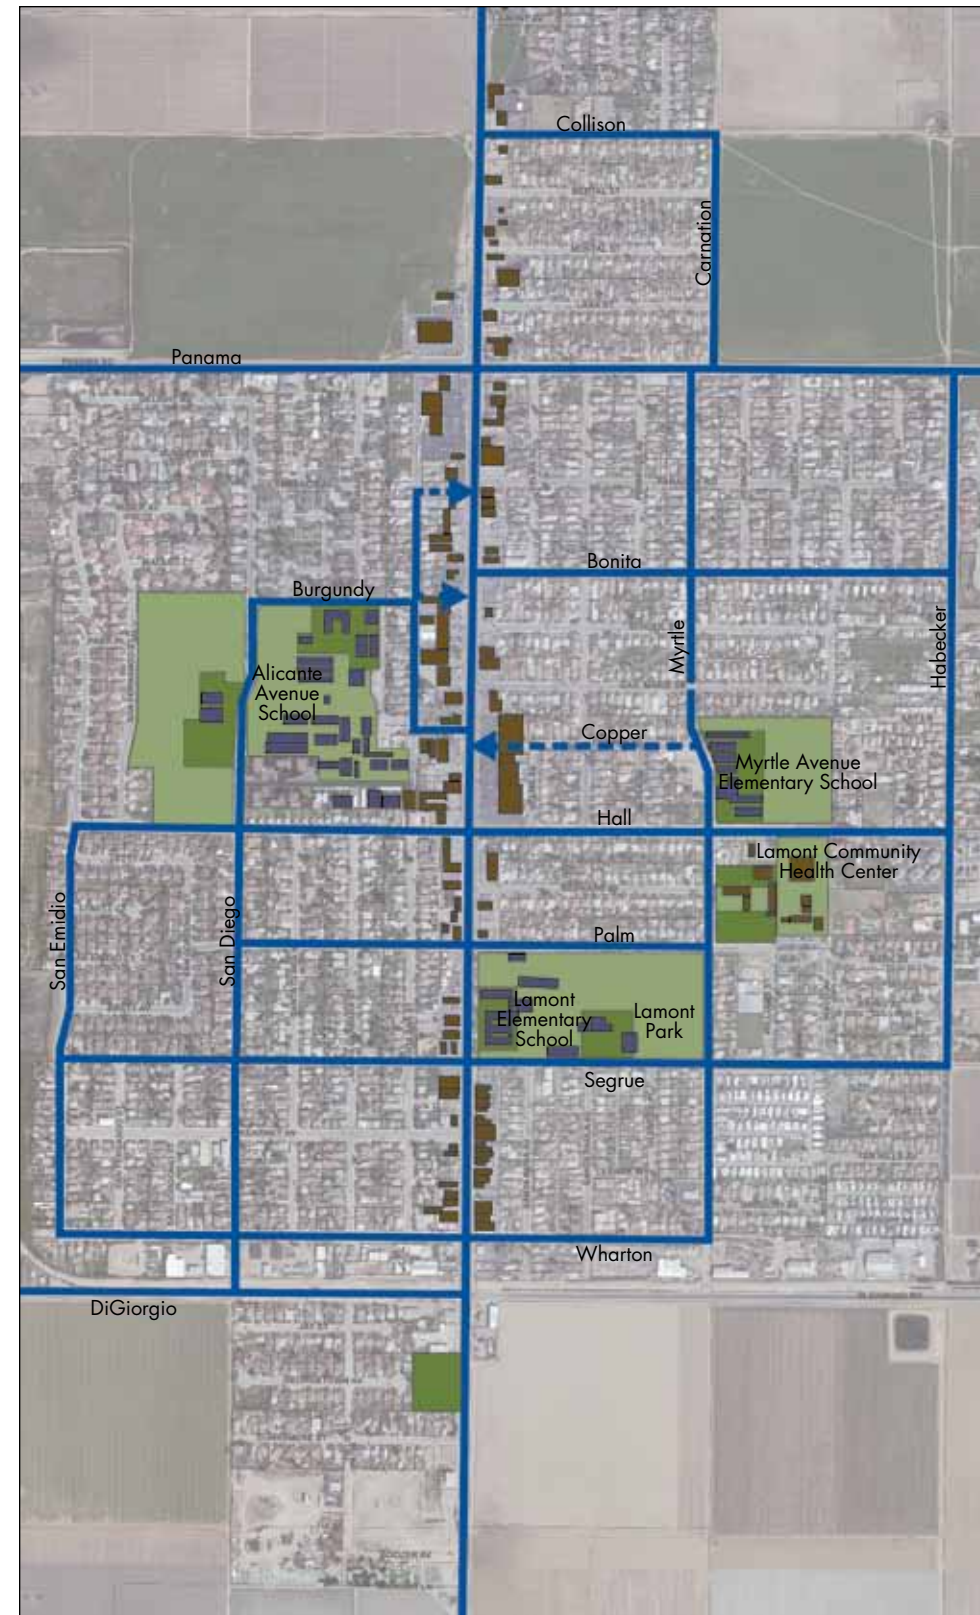 Collison
Carnation
Panama
Bonita
Burgundy
Myrtle
Habecker
Alicante
Avenue
School
Copper
Myrtle Avenue
Elementary School
Hall
Lamont Community
Health Center
San Emidio
San Diego
Palm
Lamont
Elementary
School
Lamont
Park
Segrue
Wharton
DiGiorgio